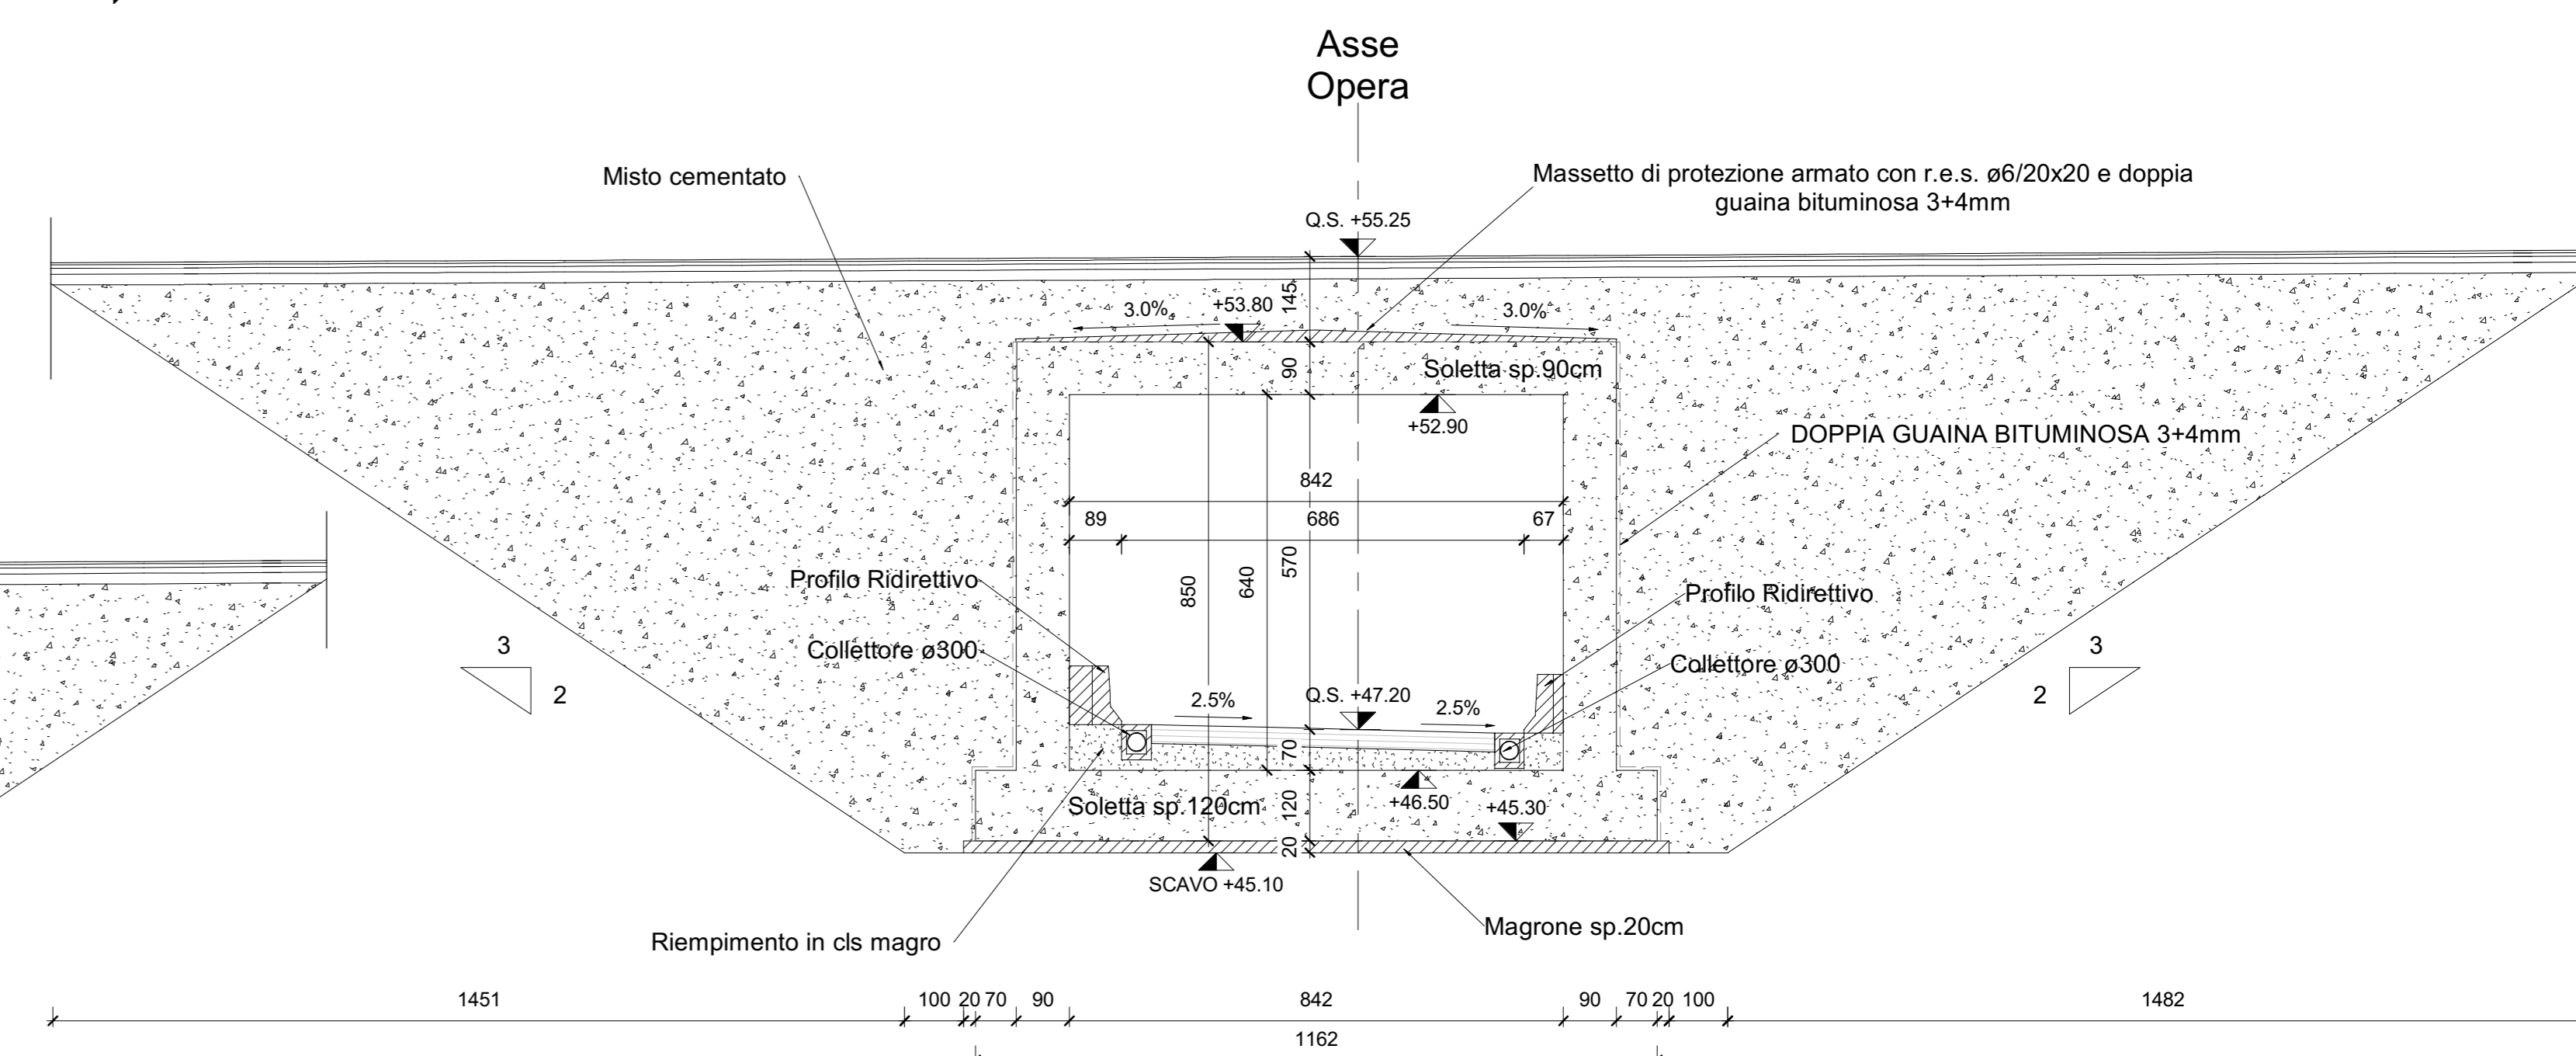 Asse
Opera
Misto cementato
Massetto di protezione armato con r.e.s. ø6/20x20 e doppia
guaina bituminosa 3+4mm
Q.S. +55.25
145
3.0%
+53.80
3.0%
90
Soletta sp.90cm
+52.90
DOPPIA GUAINA BITUMINOSA 3+4mm
842
89
686
67
850
640
570
Profilo Ridirettivo
Profilo Ridirettivo
Collettore ø300
Collettore ø300
3
2
3
2
2.5%
Q.S. +47.20
2.5%
70
Soletta sp.120cm
120
+46.50
+45.30
20
SCAVO +45.10
Magrone sp.20cm
Riempimento in cls magro
1451
100
20
70
90
842
90
70
20
100
1482
1162